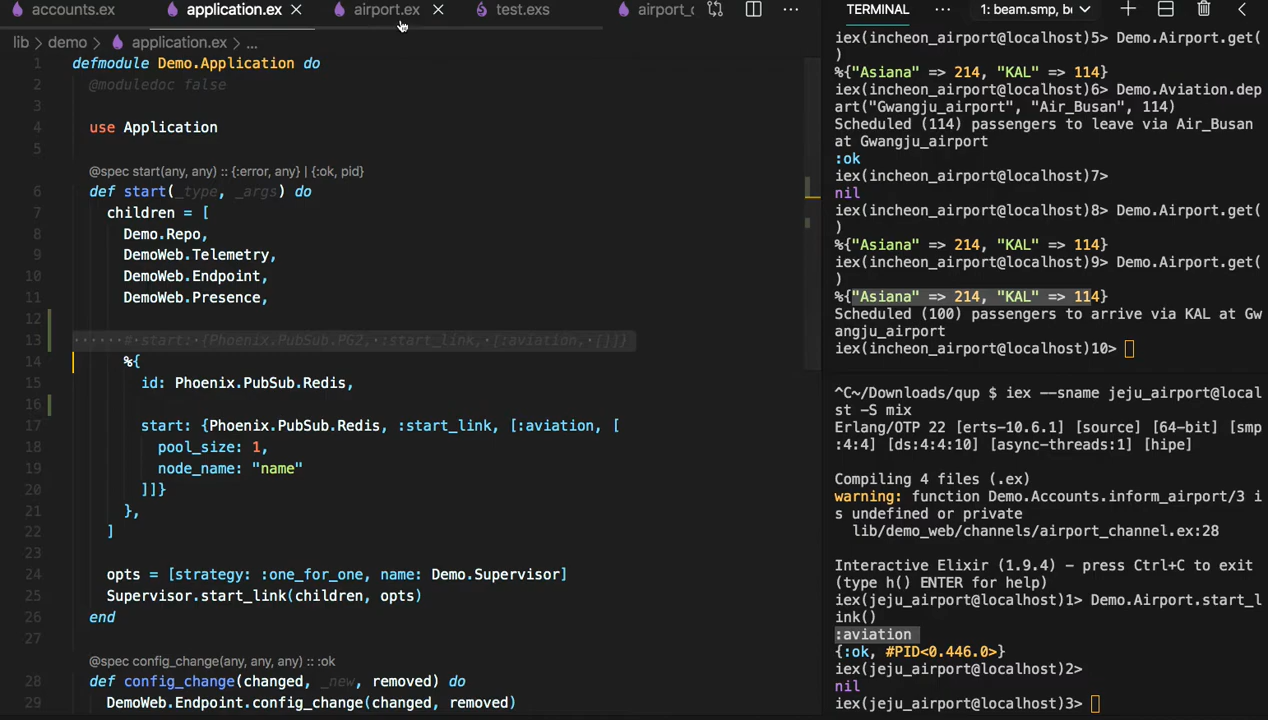 accounts.ex
application.ex
airport.ex
test.exs
airport_c
lib > demo > application.ex > ...
1 defmodule Demo.Application do
2 @moduledoc false
3
4 use Application
5
@spec start(any, any) :: {:error, any} | {:ok, pid}
6 def start(_type, _args) do
7 children = [
8 Demo.Repo,
9 DemoWeb.Telemetry,
10 DemoWeb.Endpoint,
11 DemoWeb.Presence,
12
13 ······#·start:·{Phoenix.PubSub.PG2,·:start_link,·[:aviation,·[]]}
14 %{
15 id: Phoenix.PubSub.Redis,
16
17 start: {Phoenix.PubSub.Redis, :start_link, [:aviation, [
18 pool_size: 1,
19 node_name: "name"
20 ]]}
21 },
22 ]
23
24 opts = [strategy: :one_for_one, name: Demo.Supervisor]
25 Supervisor.start_link(children, opts)
26 end
27
@spec config_change(any, any, any) :: :ok
28 def config_change(changed, _new, removed) do
29 DemoWeb.Endpoint.config_change(changed, removed)
TERMINAL
1: beam.smp, be
iex(incheon_airport@localhost)5> Demo.Airport.get(
)
%{"Asiana" => 214, "KAL" => 114}
iex(incheon_airport@localhost)6> Demo.Aviation.dep
art("Gwangju_airport", "Air_Busan", 114)
Scheduled (114) passengers to leave via Air_Busan
at Gwangju_airport
:ok
iex(incheon_airport@localhost)7>
nil
iex(incheon_airport@localhost)8> Demo.Airport.get(
)
%{"Asiana" => 214, "KAL" => 114}
iex(incheon_airport@localhost)9> Demo.Airport.get(
)
%{"Asiana" => 214, "KAL" => 114}
Scheduled (100) passengers to arrive via KAL at Gw
angju_airport
iex(incheon_airport@localhost)10>
^C~/Downloads/qup $ iex --sname jeju_airport@local
st -S mix
Erlang/OTP 22 [erts-10.6.1] [source] [64-bit] [smp
:4:4] [ds:4:4:10] [async-threads:1] [hipe]
Compiling 4 files (.ex)
warning: function Demo.Accounts.inform_airport/3 i
s undefined or private
lib/demo_web/channels/airport_channel.ex:28
Interactive Elixir (1.9.4) - press Ctrl+C to exit
(type h() ENTER for help)
iex(jeju_airport@localhost)1> Demo.Airport.start_l
ink()
:aviation
{:ok, #PID<0.446.0>}
iex(jeju_airport@localhost)2>
nil
iex(jeju_airport@localhost)3>